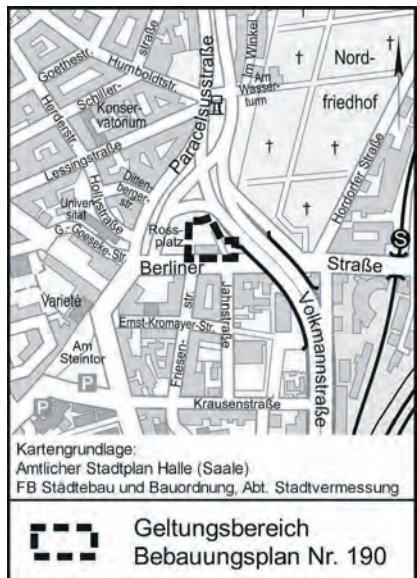 straße
Im Winkel
Nord-
friedhof
Goethestr.
Humboldtstr.
Am
Wasser-
turm
Schiller-
Konser-
vatorium
Herderstr.
Paracelsusstraße
Lessingstraße
Hordorfer Straße
Ditten-
berger-
str.
Hollystraße
Univer-
sität
G.-Goeseke-Str.
Ross-
platz
S
Berliner
Straße
Varieté
Friesen-
str.
Jahnstraße
Volkmannstraße
Ernst-Kromayer-Str.
Am
Steintor
P
P
Krausenstraße
Kartengrundlage:
Amtlicher Stadtplan Halle (Saale)
FB Städtebau und Bauordnung, Abt. Stadtvermessung
Geltungsbereich
Bebauungsplan Nr. 190